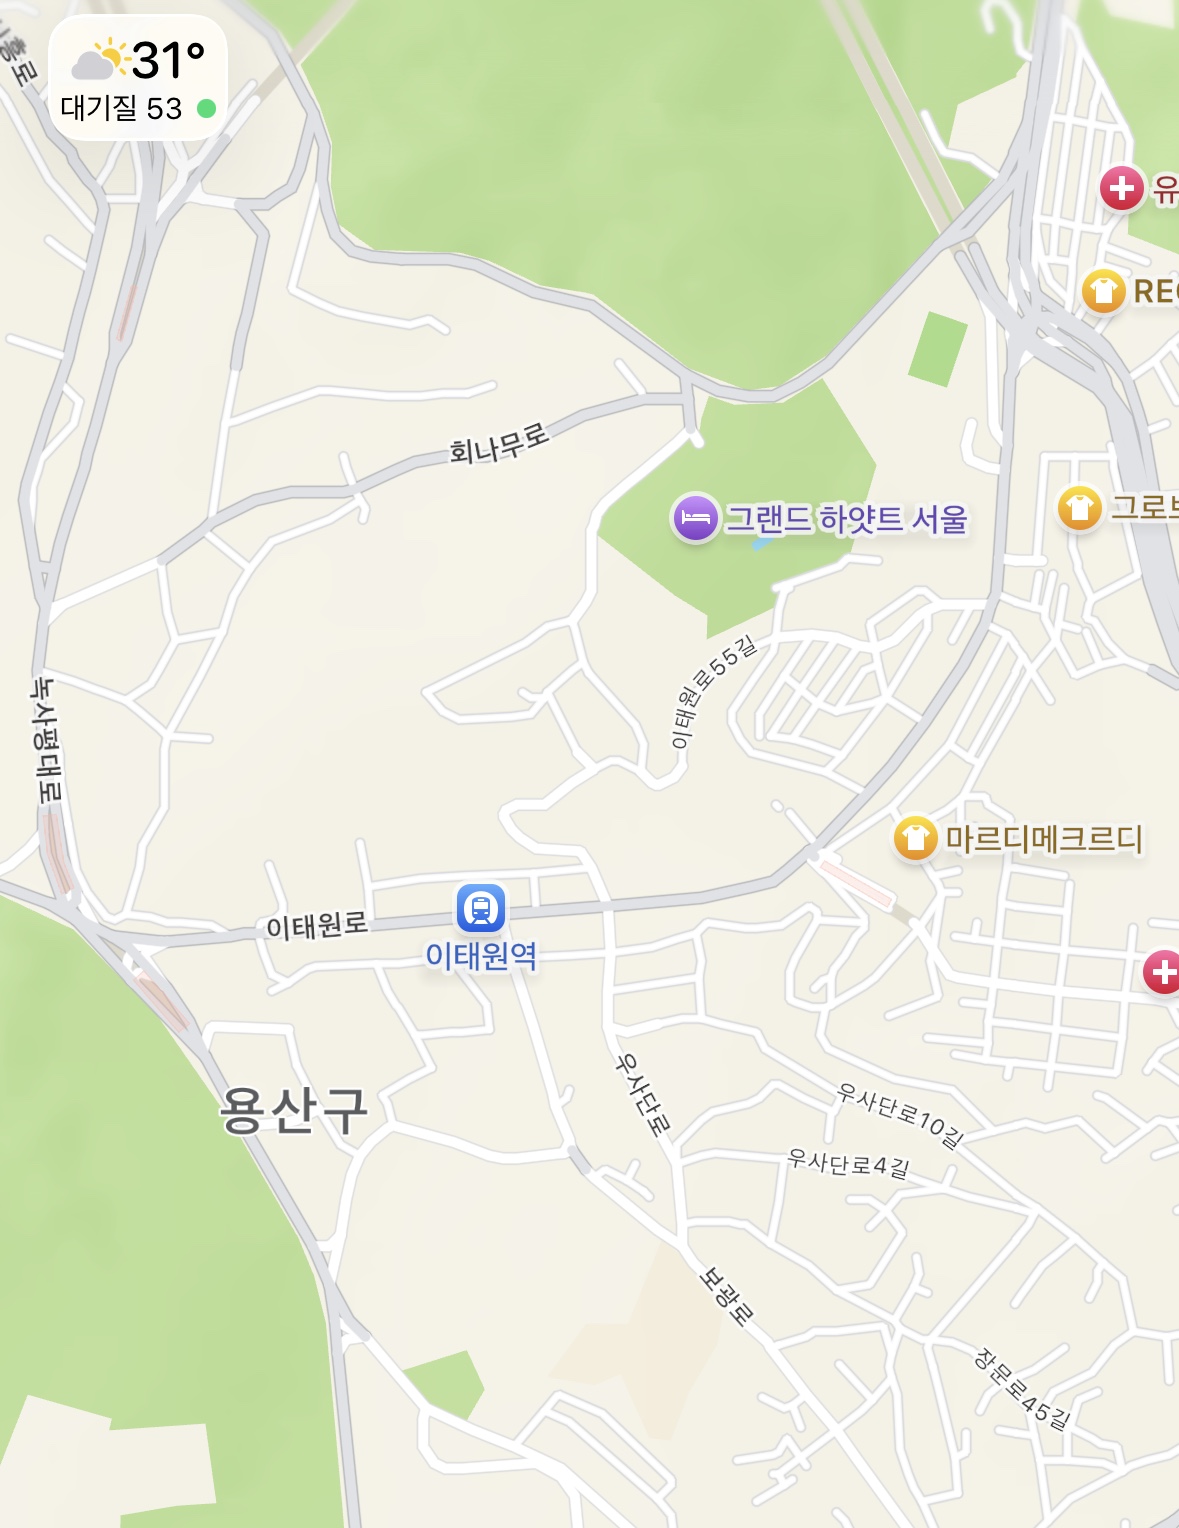 31°
대기질 53
REC
회나무로
그랜드 하얏트 서울
이태원로55길
녹사평대로
마르디메크르디
이태원로
이태원역
우사단로
용산구
우사단로10길
우사단로4길
보광로
장문로45길